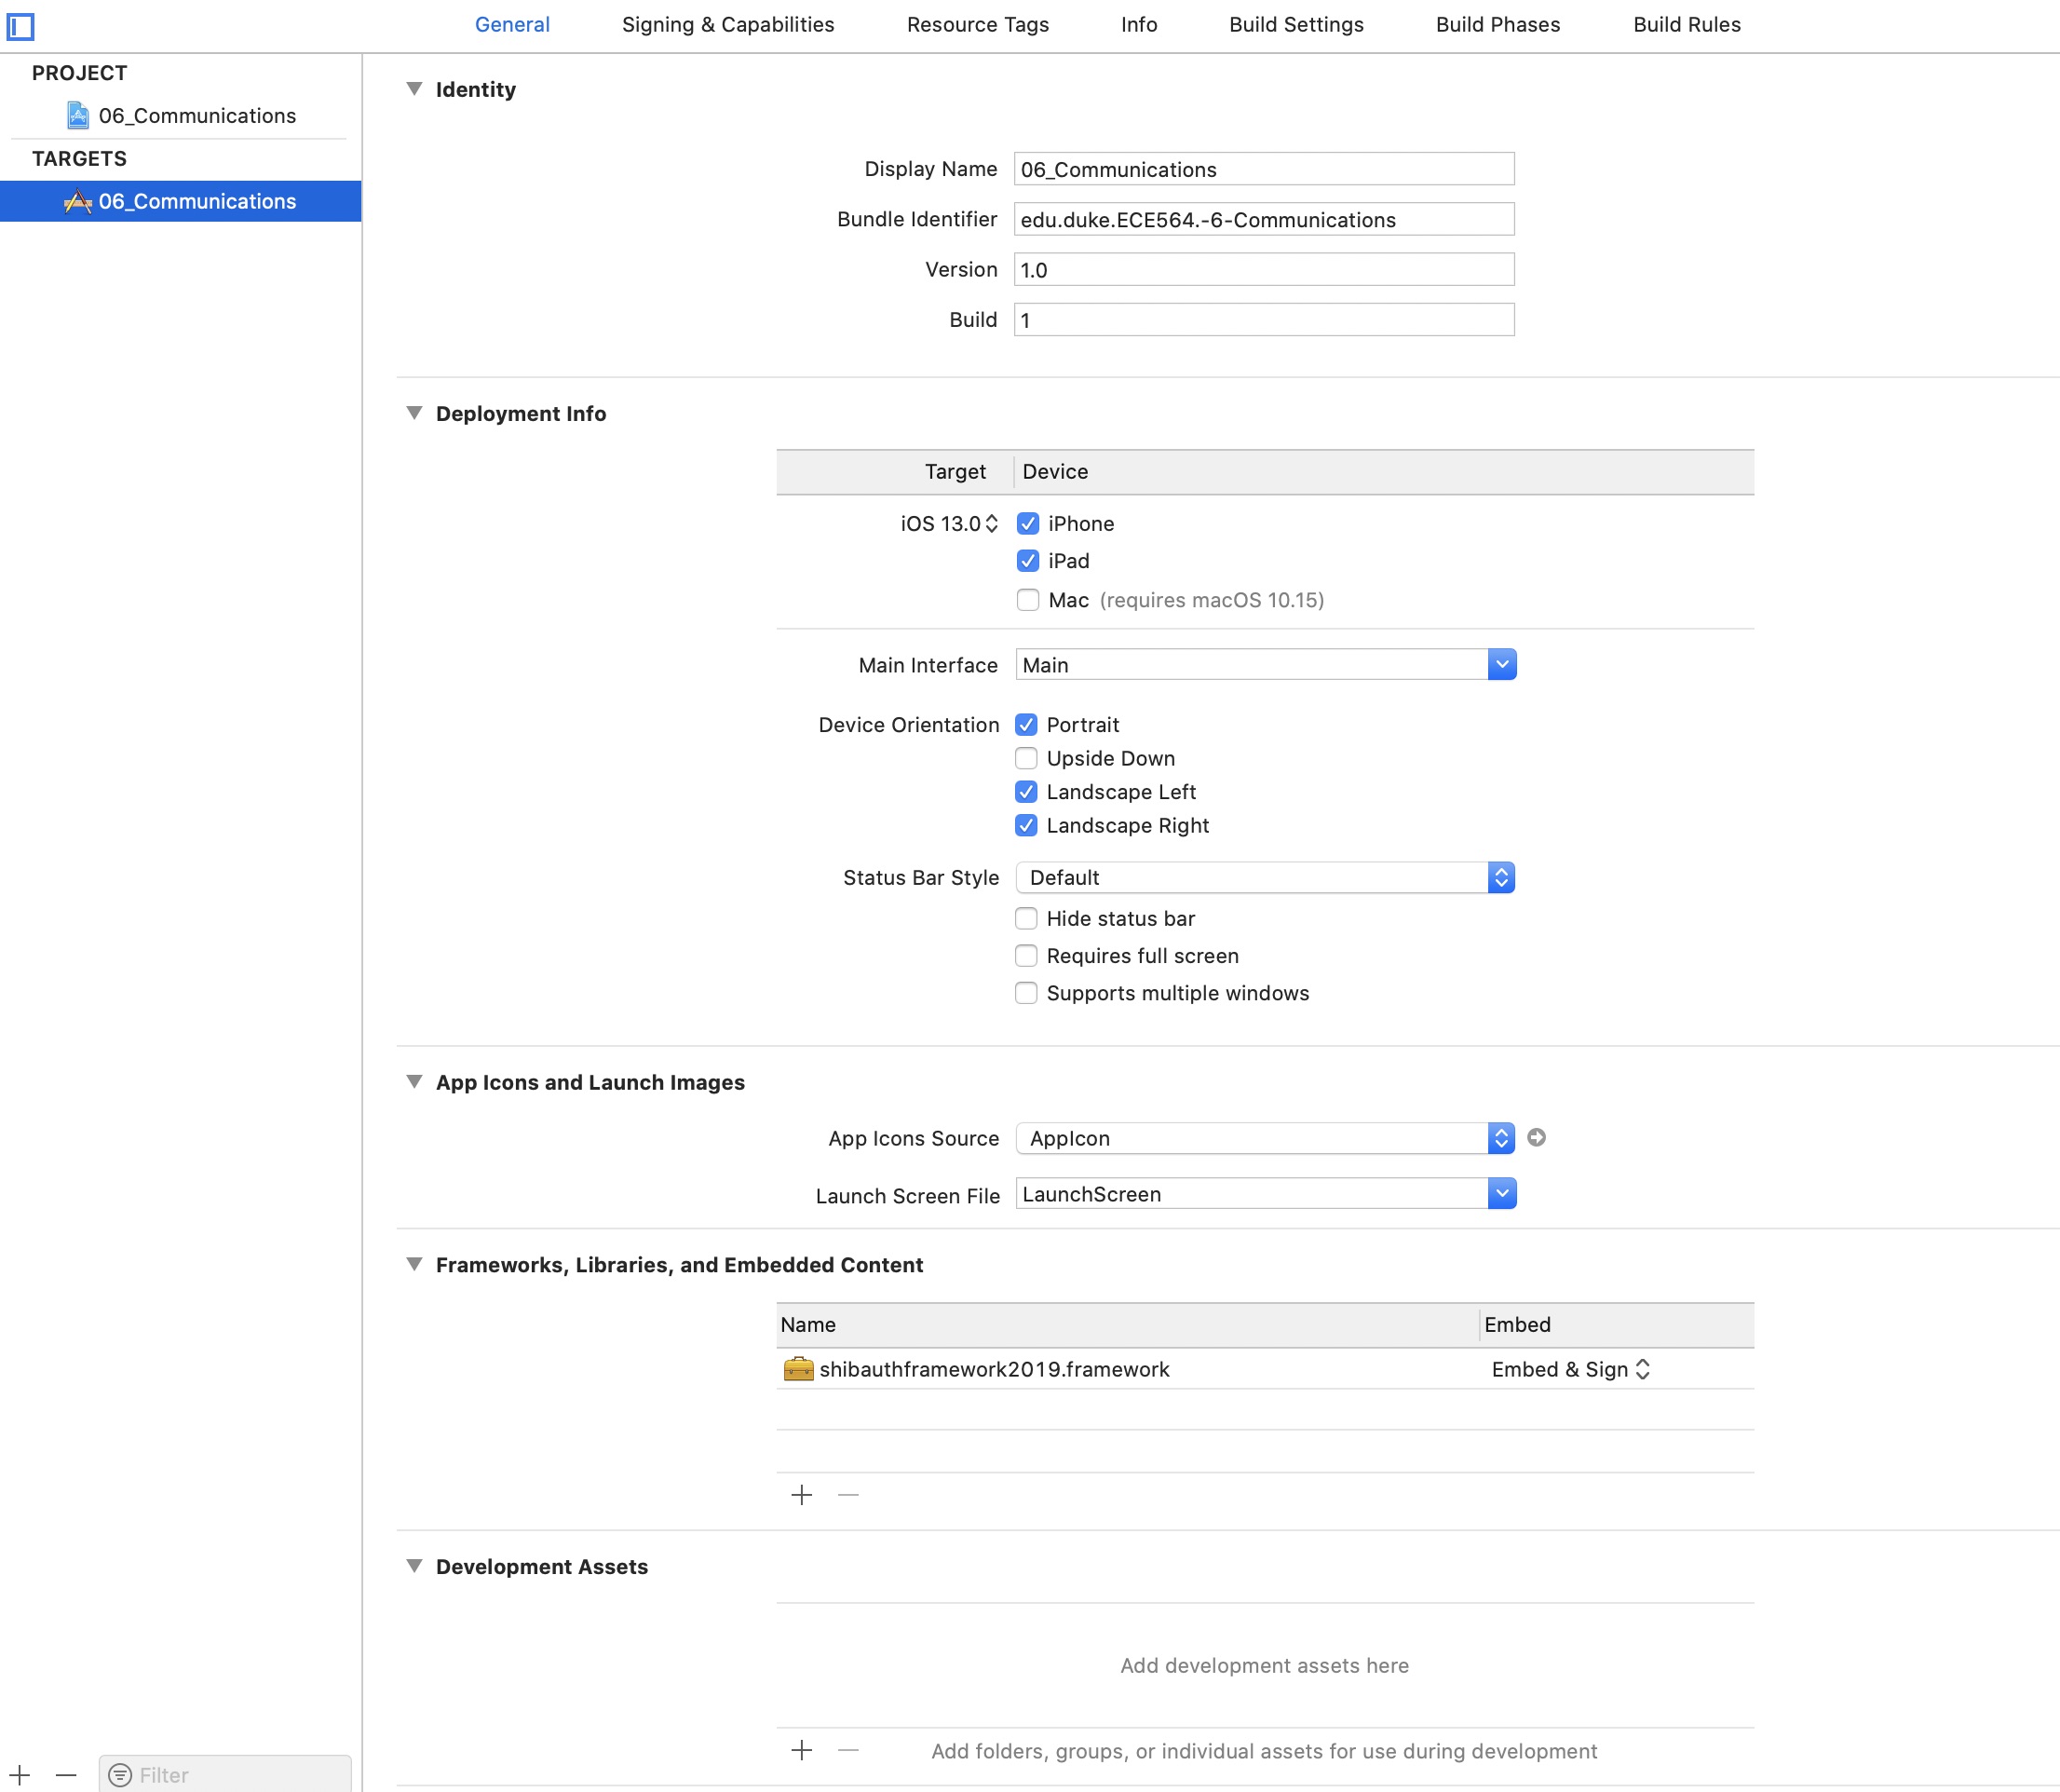 General Signing & Capabilities Resource Tags Info Build Settings Build Phases Build Rules
PROJECT
06_Communications
TARGETS
06_Communications
Identity
Display Name 06_Communications
Bundle Identifier edu.duke.ECE564.-6-Communications
Version 1.0
Build 1
Deployment Info
Target Device
iOS 13.0 iPhone
iPad
Mac (requires macOS 10.15)
Main Interface Main
Device Orientation Portrait
Upside Down
Landscape Left
Landscape Right
Status Bar Style Default
Hide status bar
Requires full screen
Supports multiple windows
App Icons and Launch Images
App Icons Source AppIcon
Launch Screen File LaunchScreen
Frameworks, Libraries, and Embedded Content
Name Embed
shibauthframework2019.framework Embed & Sign
Development Assets
Add development assets here
Add folders, groups, or individual assets for use during development
Filter